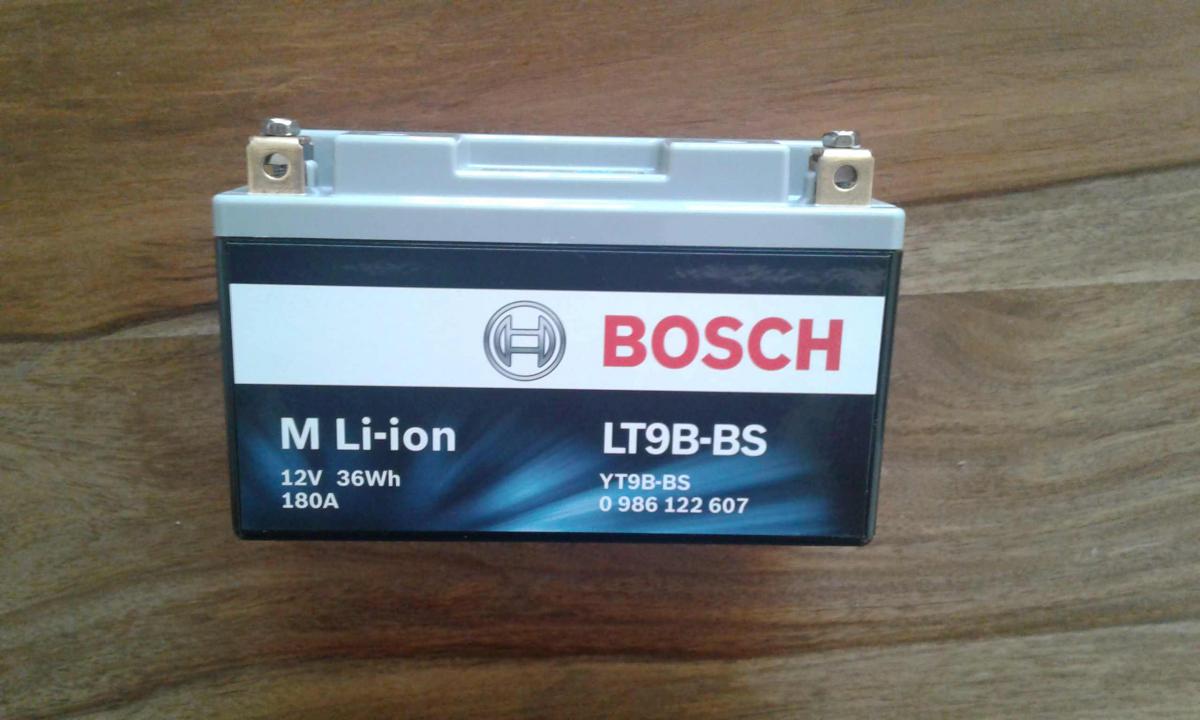 BOSCH
M Li-ion
12V 36Wh
180A
LT9B-BS
YT9B-BS
0 986 122 607